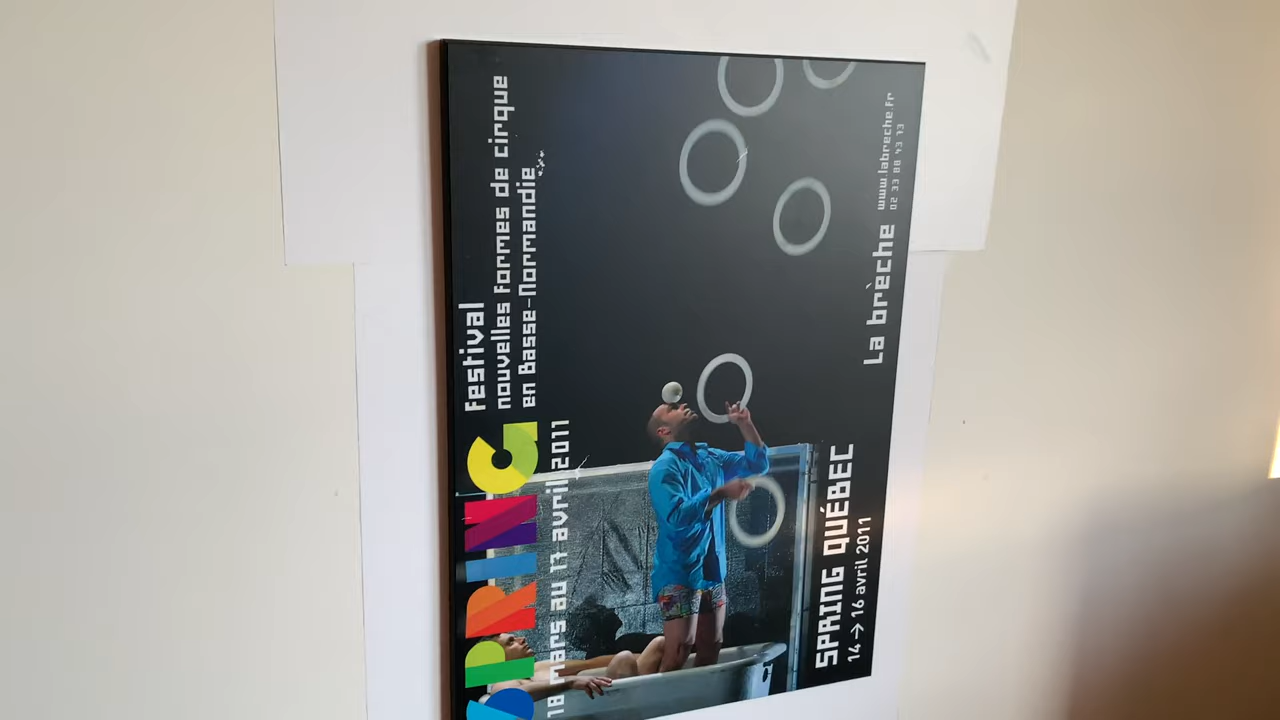 SPRING
festival
nouvelles formes de cirque
en Basse-Normandie
18 mars au 17 avril 2011
SPRING QUÉBEC
14 → 16 avril 2011
La brèche
www.labreche.fr
02 33 88 43 73